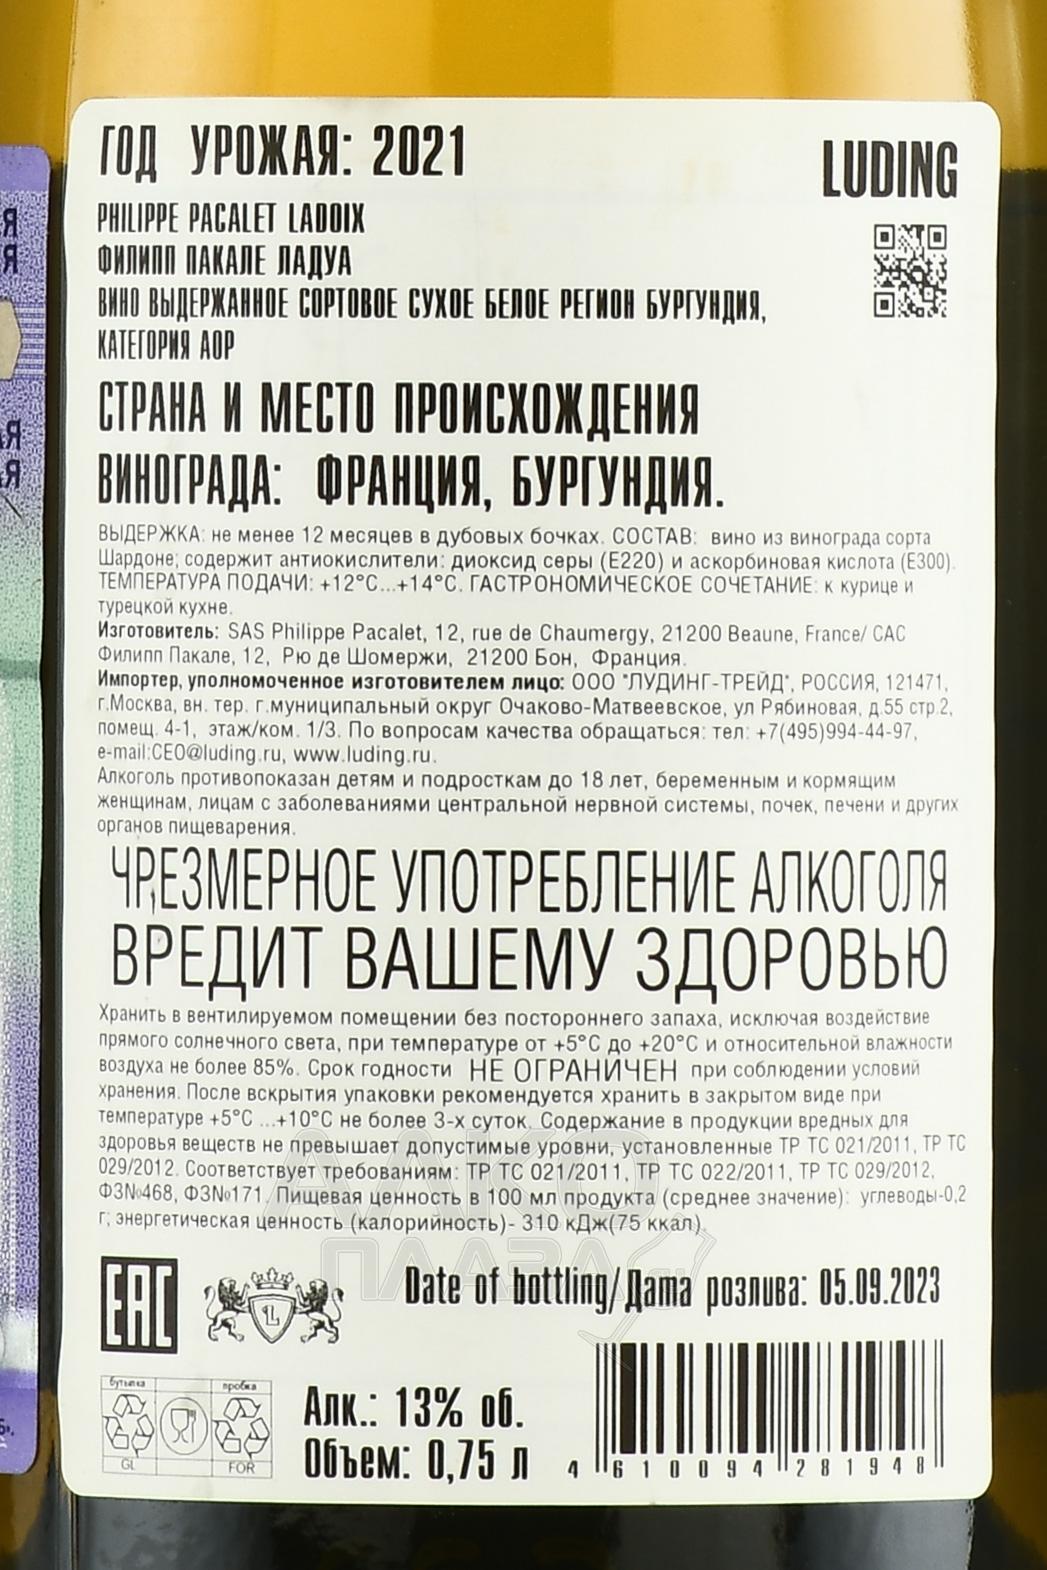 ГОД УРОЖАЯ: 2021
LUDING
PHILIPPE PACALET LADOIX
ФИЛИПП ПАКАЛЕ ЛАДУА
ВИНО ВЫДЕРЖАННОЕ СОРТОВОЕ СУХОЕ БЕЛОЕ РЕГИОН БУРГУНДИЯ,
КАТЕГОРИЯ АОР
СТРАНА И МЕСТО ПРОИСХОЖДЕНИЯ
ВИНОГРАДА: ФРАНЦИЯ, БУРГУНДИЯ.
ВЫДЕРЖКА: не менее 12 месяцев в дубовых бочках. СОСТАВ: вино из винограда сорта
Шардоне; содержит антиокислители: диоксид серы (Е220) и аскорбиновая кислота (Е300).
ТЕМПЕРАТУРА ПОДАЧИ: +12°С...+14°С. ГАСТРОНОМИЧЕСКОЕ СОЧЕТАНИЕ: к курице и
турецкой кухне.
Изготовитель: SAS Philippe Pacalet, 12, rue de Chaumergy, 21200 Beaune, France/ САС
Филипп Пакале, 12, Рю де Шомержи, 21200 Бон, Франция.
Импортер, уполномоченное изготовителем лицо: ООО "ЛУДИНГ-ТРЕЙД", РОССИЯ, 121471,
г.Москва, вн. тер. г.муниципальный округ Очаково-Матвеевское, ул Рябиновая, д.55 стр.2,
помещ. 4-1, этаж/ком. 1/3. По вопросам качества обращаться: тел: +7(495)994-44-97,
e-mail:CEO@luding.ru, www.luding.ru.
Алкоголь противопоказан детям и подросткам до 18 лет, беременным и кормящим
женщинам, лицам с заболеваниями центральной нервной системы, почек, печени и других
органов пищеварения.
ЧРЕЗМЕРНОЕ УПОТРЕБЛЕНИЕ АЛКОГОЛЯ
ВРЕДИТ ВАШЕМУ ЗДОРОВЬЮ
Хранить в вентилируемом помещении без постороннего запаха, исключая воздействие
прямого солнечного света, при температуре от +5°С до +20°С и относительной влажности
воздуха не более 85%. Срок годности НЕ ОГРАНИЧЕН при соблюдении условий
хранения. После вскрытия упаковки рекомендуется хранить в закрытом виде при
температуре +5°С ...+10°С не более 3-х суток. Содержание в продукции вредных для
здоровья веществ не превышает допустимые уровни, установленные ТР ТС 021/2011, ТР ТС
029/2012. Соответствует требованиям: ТР ТС 021/2011, ТР ТС 022/2011, ТР ТС 029/2012,
ФЗ№468, ФЗ№171. Пищевая ценность в 100 мл продукта (среднее значение): углеводы-0,2
г; энергетическая ценность (калорийность)- 310 кДж(75 ккал).
АЛКО
ПЛАЗА.ru
EAC
L
Date of bottling/Дата розлива: 05.09.2023
бутылка
пробка
GL
FOR
Алк.: 13% об.
Объем: 0,75 л
4 610094 281948